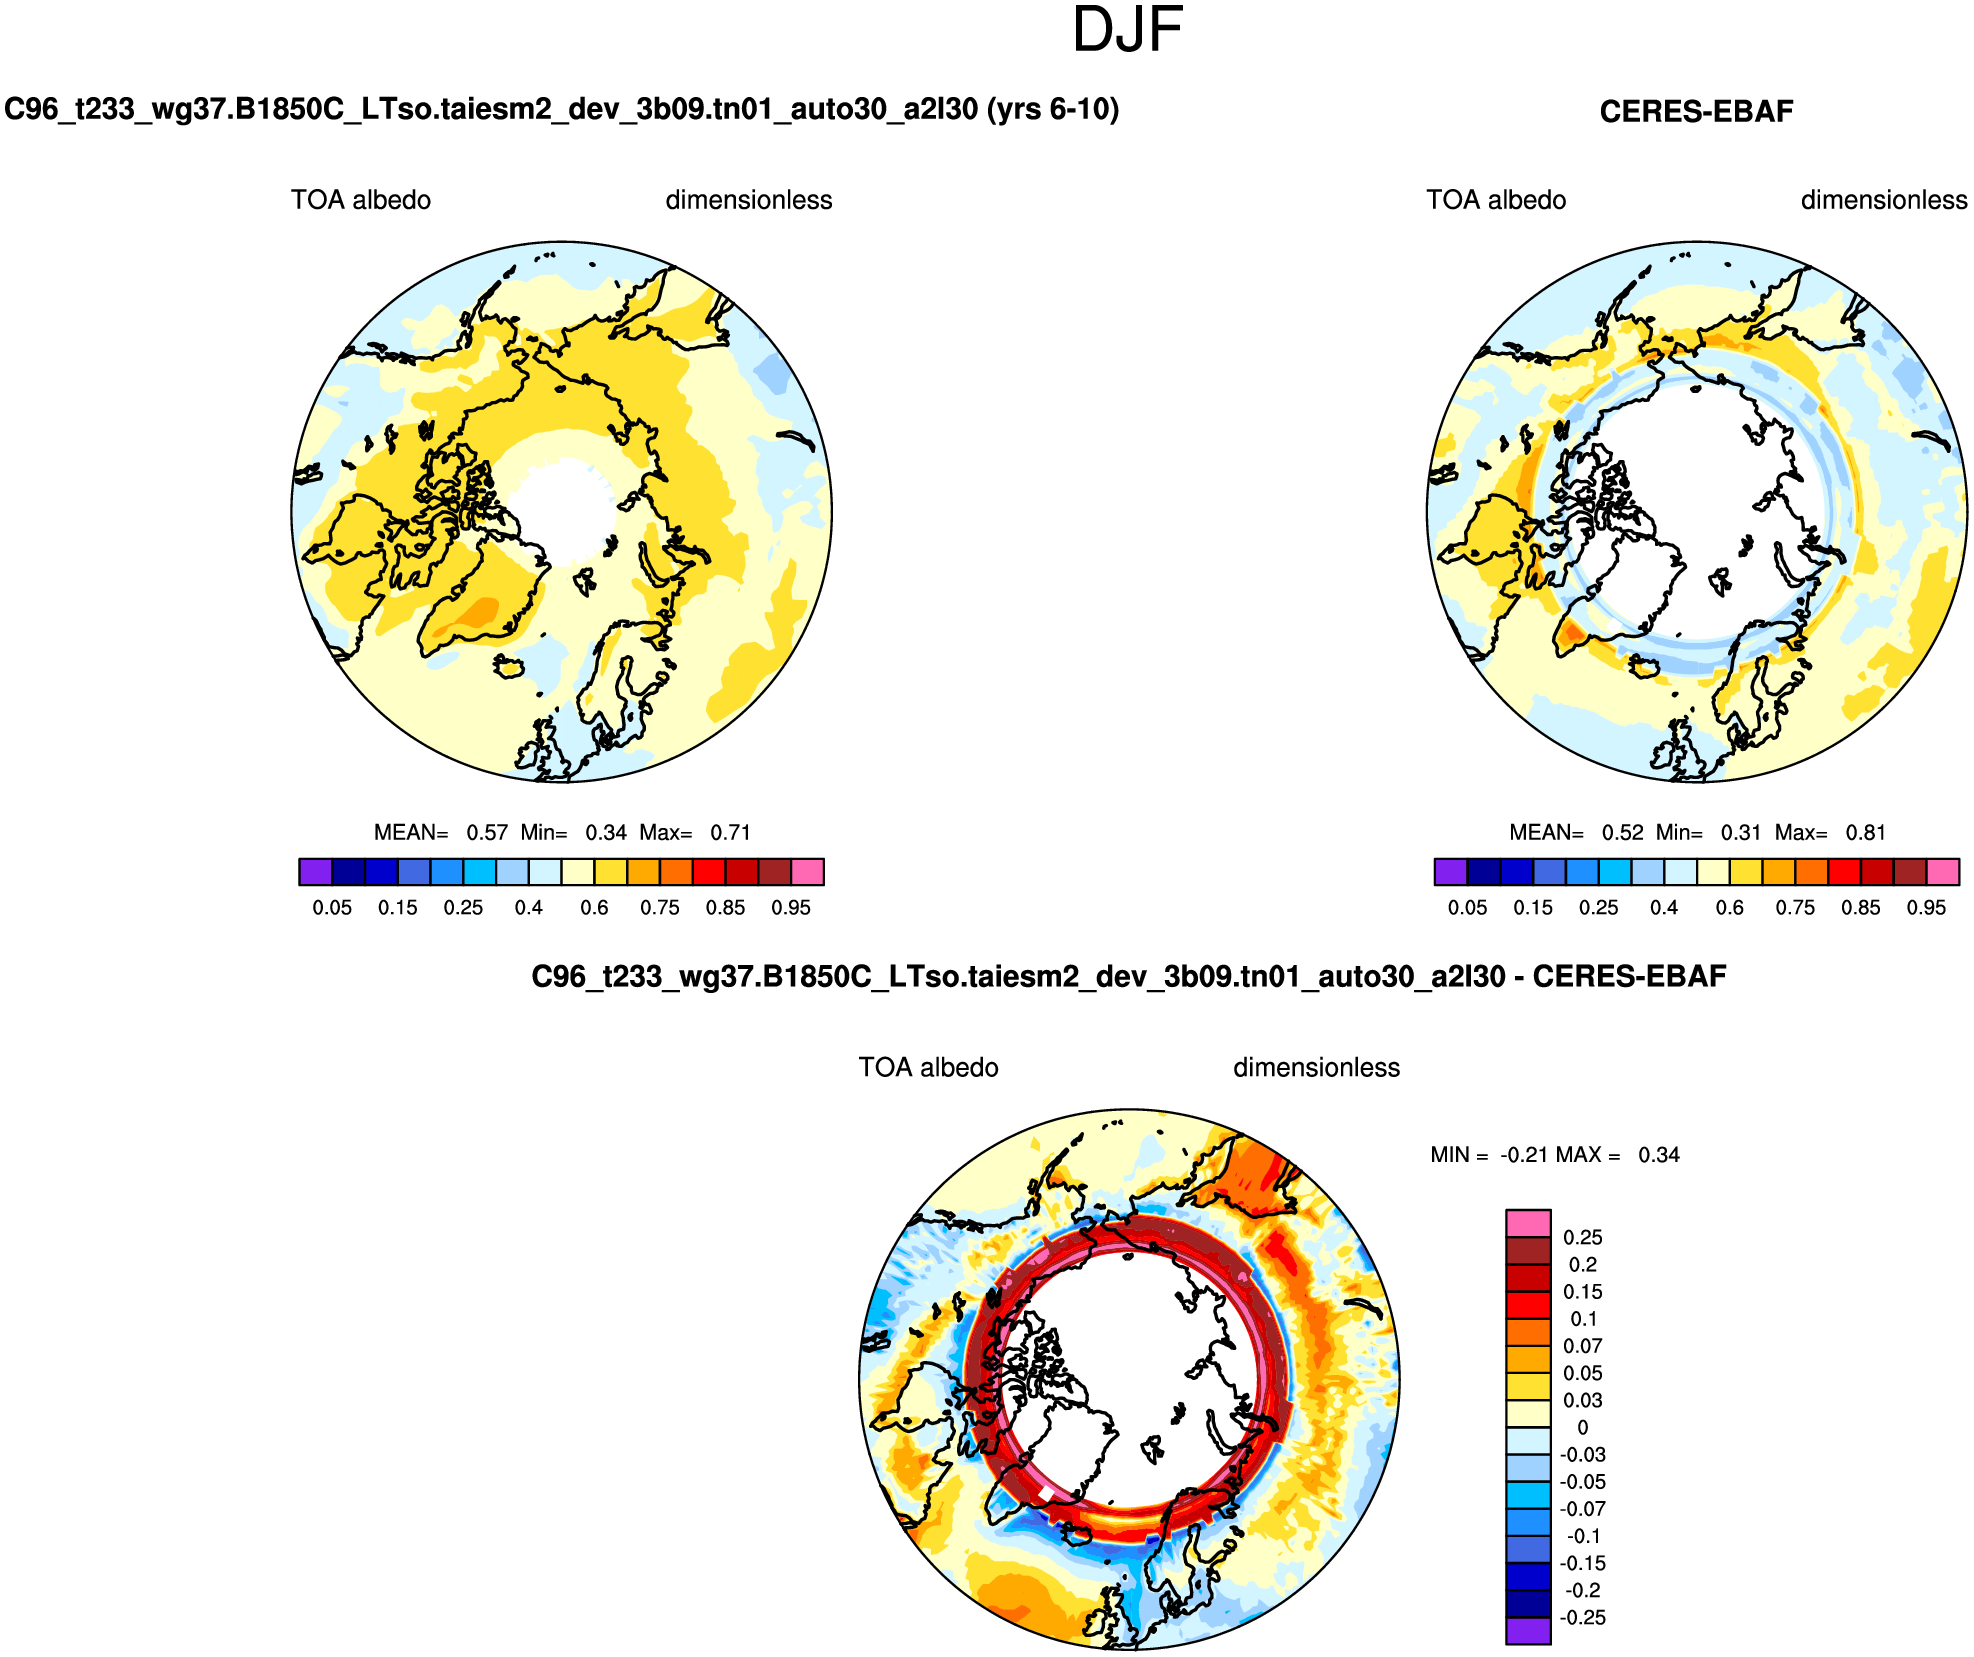 DJF
C96_t233_wg37.B1850C_LTso.taiesm2_dev_3b09.tn01_auto30_a2l30 (yrs 6-10)
CERES-EBAF
TOA albedo dimensionless
TOA albedo dimensionless
MEAN= 0.57 Min= 0.34 Max= 0.71
0.05 0.15 0.25 0.4 0.6 0.75 0.85 0.95
MEAN= 0.52 Min= 0.31 Max= 0.81
0.05 0.15 0.25 0.4 0.6 0.75 0.85 0.95
C96_t233_wg37.B1850C_LTso.taiesm2_dev_3b09.tn01_auto30_a2l30 - CERES-EBAF
TOA albedo dimensionless
MIN = -0.21 MAX = 0.34
0.25
0.2
0.15
0.1
0.07
0.05
0.03
0
-0.03
-0.05
-0.07
-0.1
-0.15
-0.2
-0.25